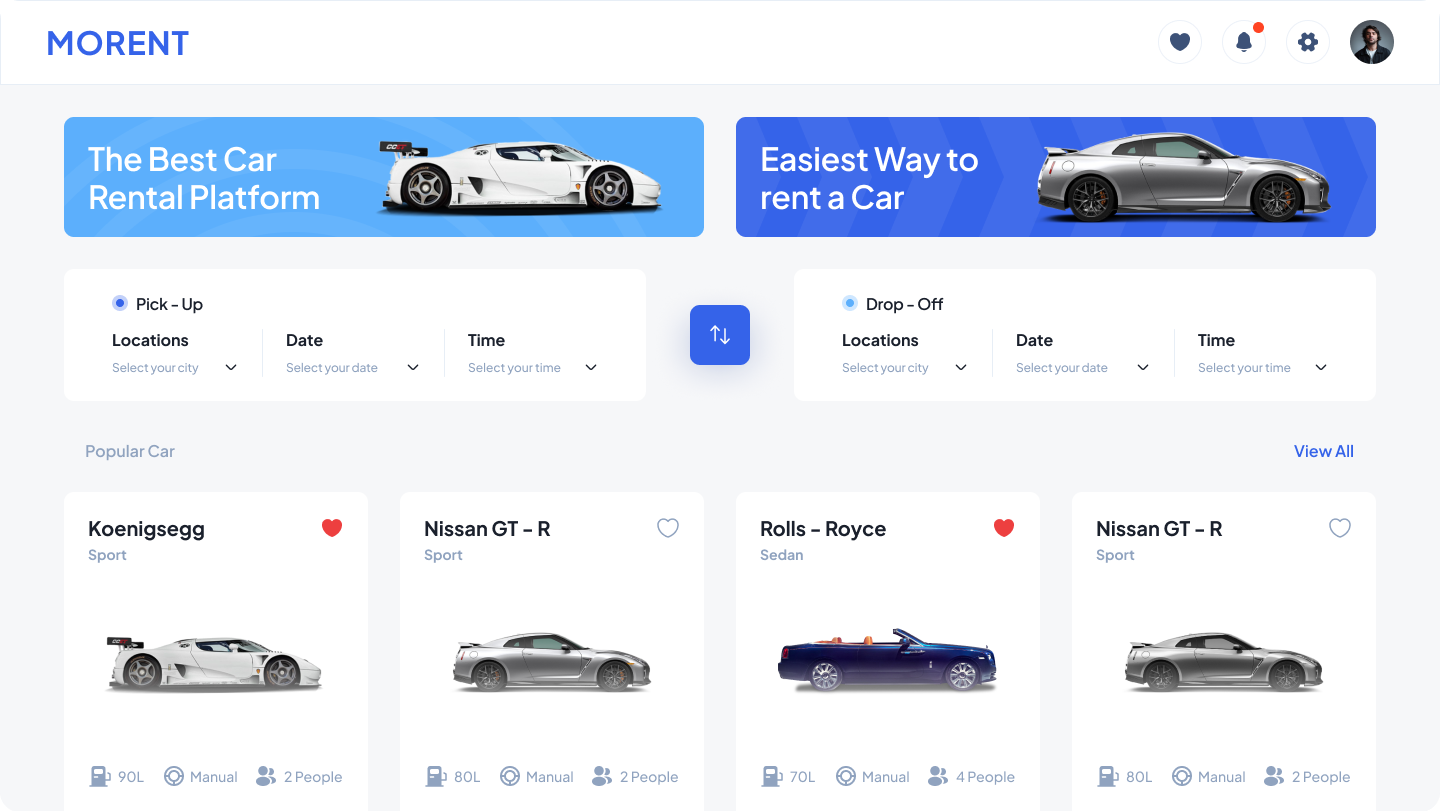 MORENT
The Best Car
Rental Platform
Easiest Way to
rent a Car
Pick - Up
Locations
Date
Time
Select your city
Select your date
Select your time
Drop - Off
Locations
Date
Time
Select your city
Select your date
Select your time
Popular Car
View All
Koenigsegg
Sport
90L
Manual
2 People
Nissan GT - R
Sport
80L
Manual
2 People
Rolls - Royce
Sedan
70L
Manual
4 People
Nissan GT - R
Sport
80L
Manual
2 People